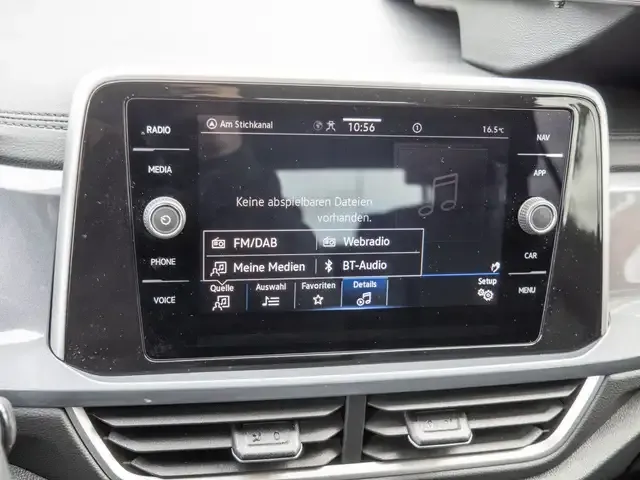 RADIO
MEDIA
PHONE
VOICE
Am Stichkanal
10:56
16.5°C
Keine abspielbaren Dateien
vorhanden.
FM/DAB
Webradio
Meine Medien
BT-Audio
Quelle
Auswahl
Favoriten
Details
Setup
NAV
APP
CAR
MENU